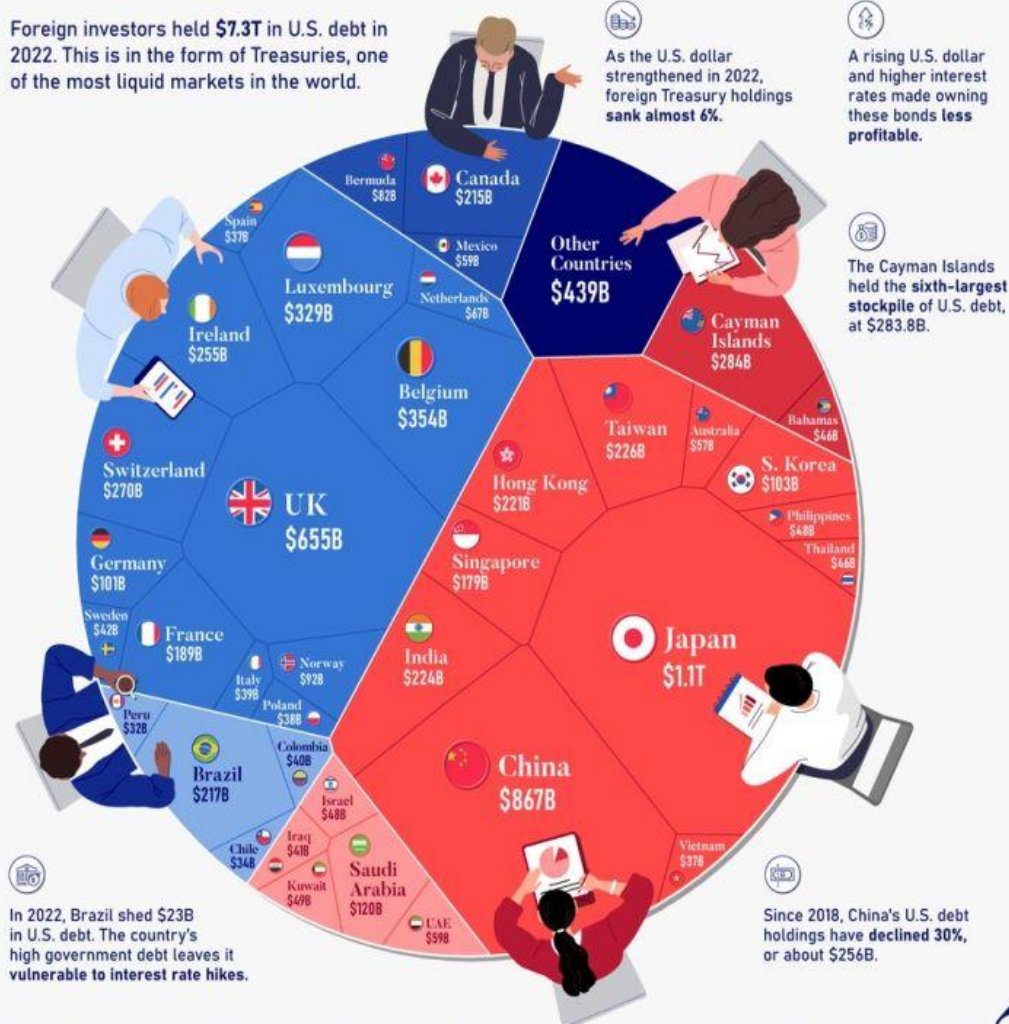 Foreign investors held $7.3T in U.S. debt in
2022. This is in the form of Treasuries, one
of the most liquid markets in the world.
As the U.S. dollar
strengthened in 2022,
foreign Treasury holdings
sank almost 6%.
A rising U.S. dollar
and higher interest
rates made owning
these bonds less
profitable.
The Cayman Islands
held the sixth-largest
stockpile of U.S. debt,
at $283.8B.
Bermuda
$82B
Canada
$215B
Mexico
$59B
Other
Countries
$439B
Spain
$37B
Luxembourg
$329B
Netherlands
$67B
Ireland
$255B
Belgium
$354B
Switzerland
$270B
UK
$655B
Germany
$101B
Sweden
$42B
France
$189B
Italy
$39B
Norway
$92B
Poland
$38B
Cayman
Islands
$284B
Bahamas
$46B
Taiwan
$226B
Australia
$57B
S. Korea
$103B
Hong Kong
$221B
Philippines
$48B
Thailand
$46B
Singapore
$179B
India
$224B
Japan
$1.1T
China
$867B
Vietnam
$37B
Peru
$32B
Brazil
$217B
Colombia
$40B
Chile
$34B
Israel
$48B
Iraq
$41B
Kuwait
$49B
Saudi
Arabia
$120B
UAE
$59B
In 2022, Brazil shed $23B
in U.S. debt. The country's
high government debt leaves it
vulnerable to interest rate hikes.
Since 2018, China's U.S. debt
holdings have declined 30%,
or about $256B.